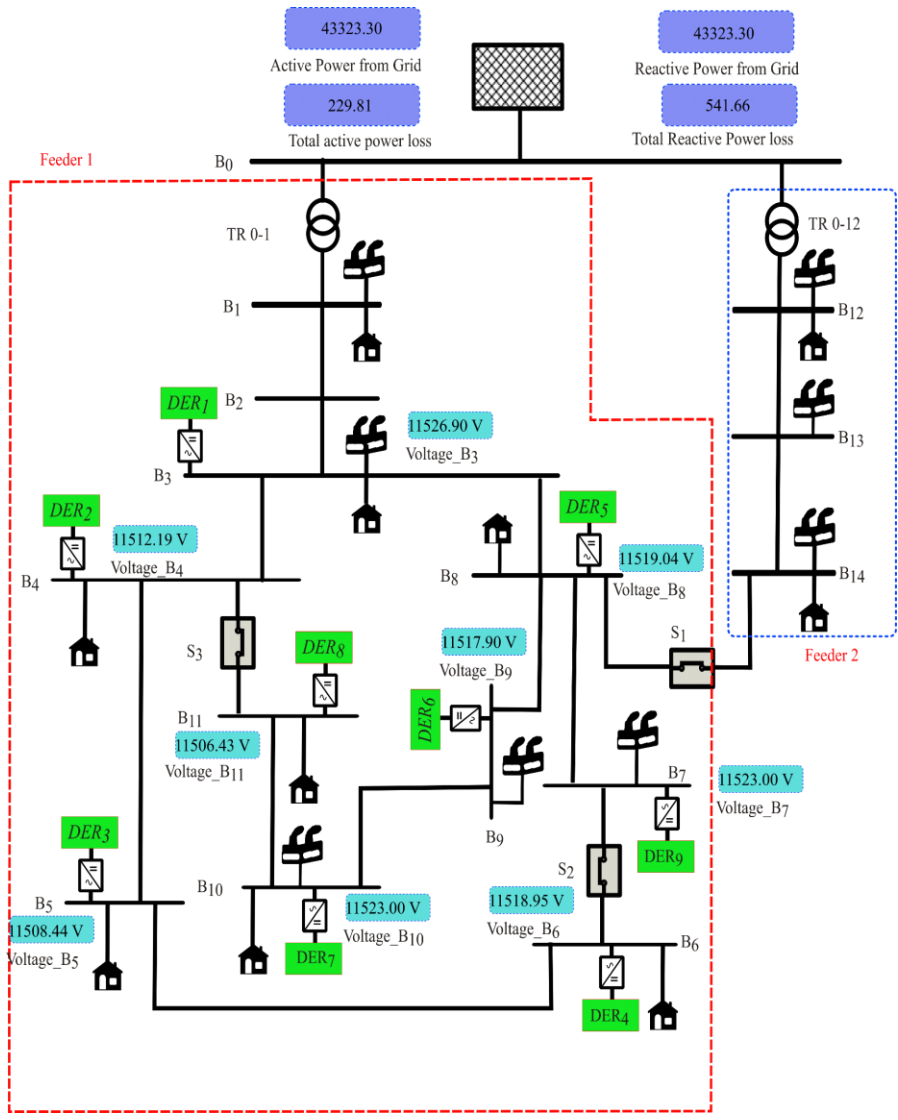 43323.30
Active Power from Grid
229.81
Total active power loss
43323.30
Reactive Power from Grid
541.66
Total Reactive Power loss
Feeder 1
B0
TR 0-1
TR 0-12
B1
B12
DER1
B2
11526.90 V
Voltage_B3
B13
B3
DER2
11512.19 V
Voltage_B4
DER5
11519.04 V
Voltage_B8
B4
B8
B14
S3
S1
Feeder 2
11517.90 V
Voltage_B9
DER8
DER6
B11
11506.43 V
Voltage_B11
B7
11523.00 V
Voltage_B7
B9
DER3
DER9
S2
B10
B5
11508.44 V
Voltage_B5
11523.00 V
Voltage_B10
DER7
11518.95 V
Voltage_B6
B6
DER4